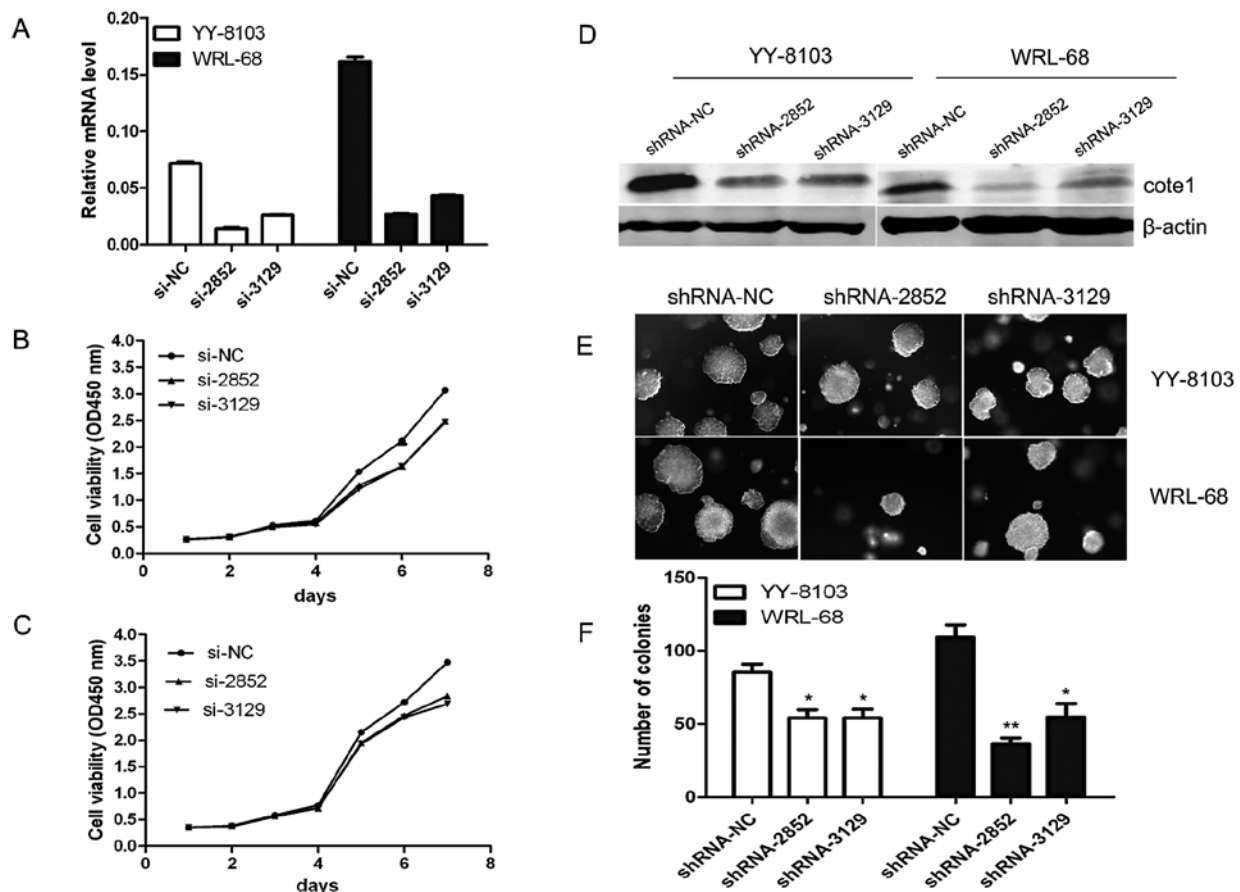 A
Relative mRNA level
0.20
0.15
0.10
0.05
0.00
YY-8103
WRL-68
si-NC
si-2852
si-3129
si-NC
si-2852
si-3129
B
Cell viability (OD450 nm)
4.0
3.5
3.0
2.5
2.0
1.5
1.0
0.5
0.0
si-NC
si-2852
si-3129
0 2 4 6 8
days
C
Cell viability (OD450 nm)
4.0
3.5
3.0
2.5
2.0
1.5
1.0
0.5
0.0
si-NC
si-2852
si-3129
0 2 4 6 8
days
D
YY-8103 WRL-68
shRNA-NC shRNA-2852 shRNA-3129 shRNA-NC shRNA-2852 shRNA-3129
cote1
β-actin
E
shRNA-NC shRNA-2852 shRNA-3129
YY-8103
WRL-68
F
Number of colonies
150
100
50
0
YY-8103
WRL-68
* * ** *
shRNA-NC
shRNA-2852
shRNA-3129
shRNA-NC
shRNA-2852
shRNA-3129